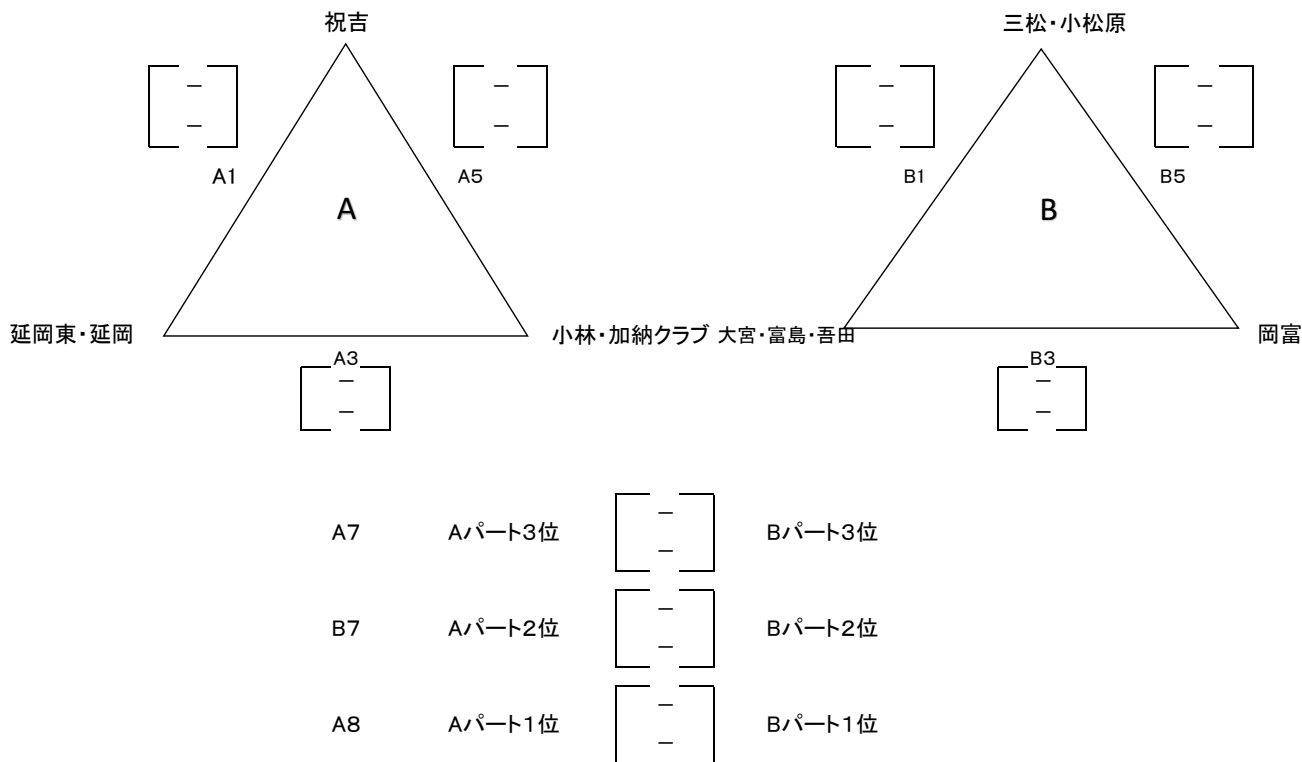 祝吉
三松・小松原
－
－
－
－
－
－
－
－
A1
A5
B1
B5
A
B
延岡東・延岡
小林・加納クラブ
大宮・富島・吾田
岡富
A3
－
－
B3
－
－
A7 Aパート3位 － Bパート3位
－
B7 Aパート2位 － Bパート2位
－
A8 Aパート1位 － Bパート1位
－